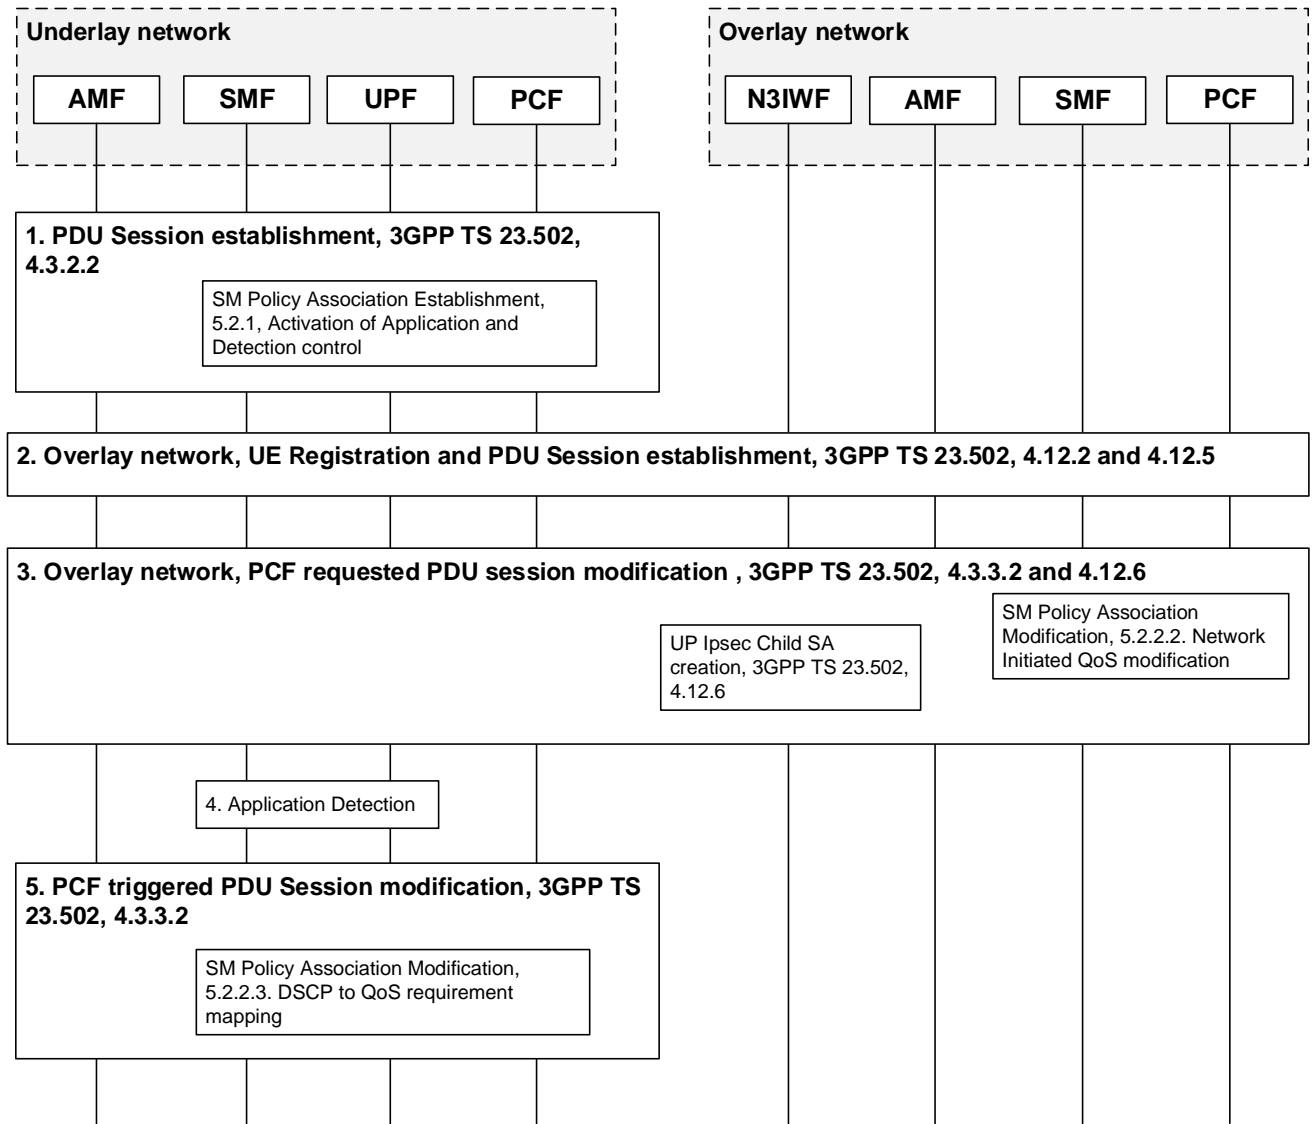 Underlay network
Overlay network
AMF
SMF
UPF
PCF
N3IWF
AMF
SMF
PCF
1. PDU Session establishment, 3GPP TS 23.502,
4.3.2.2
SM Policy Association Establishment,
5.2.1, Activation of Application and
Detection control
2. Overlay network, UE Registration and PDU Session establishment, 3GPP TS 23.502, 4.12.2 and 4.12.5
3. Overlay network, PCF requested PDU session modification , 3GPP TS 23.502, 4.3.3.2 and 4.12.6
SM Policy Association
Modification, 5.2.2.2. Network
Initiated QoS modification
UP Ipsec Child SA
creation, 3GPP TS 23.502,
4.12.6
4. Application Detection
5. PCF triggered PDU Session modification, 3GPP TS
23.502, 4.3.3.2
SM Policy Association Modification,
5.2.2.3. DSCP to QoS requirement
mapping